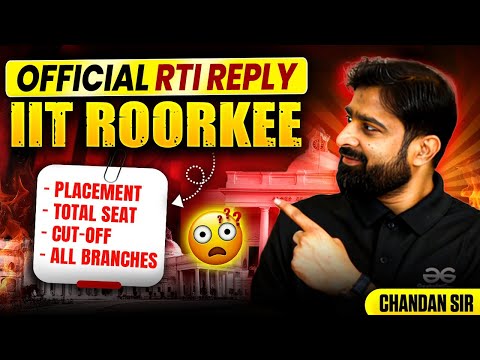 OFFICIAL RTI REPLY
IIT ROORKEE
- PLACEMENT
- TOTAL SEAT
- CUT-OFF
- ALL BRANCHES
???
CHANDAN SIR